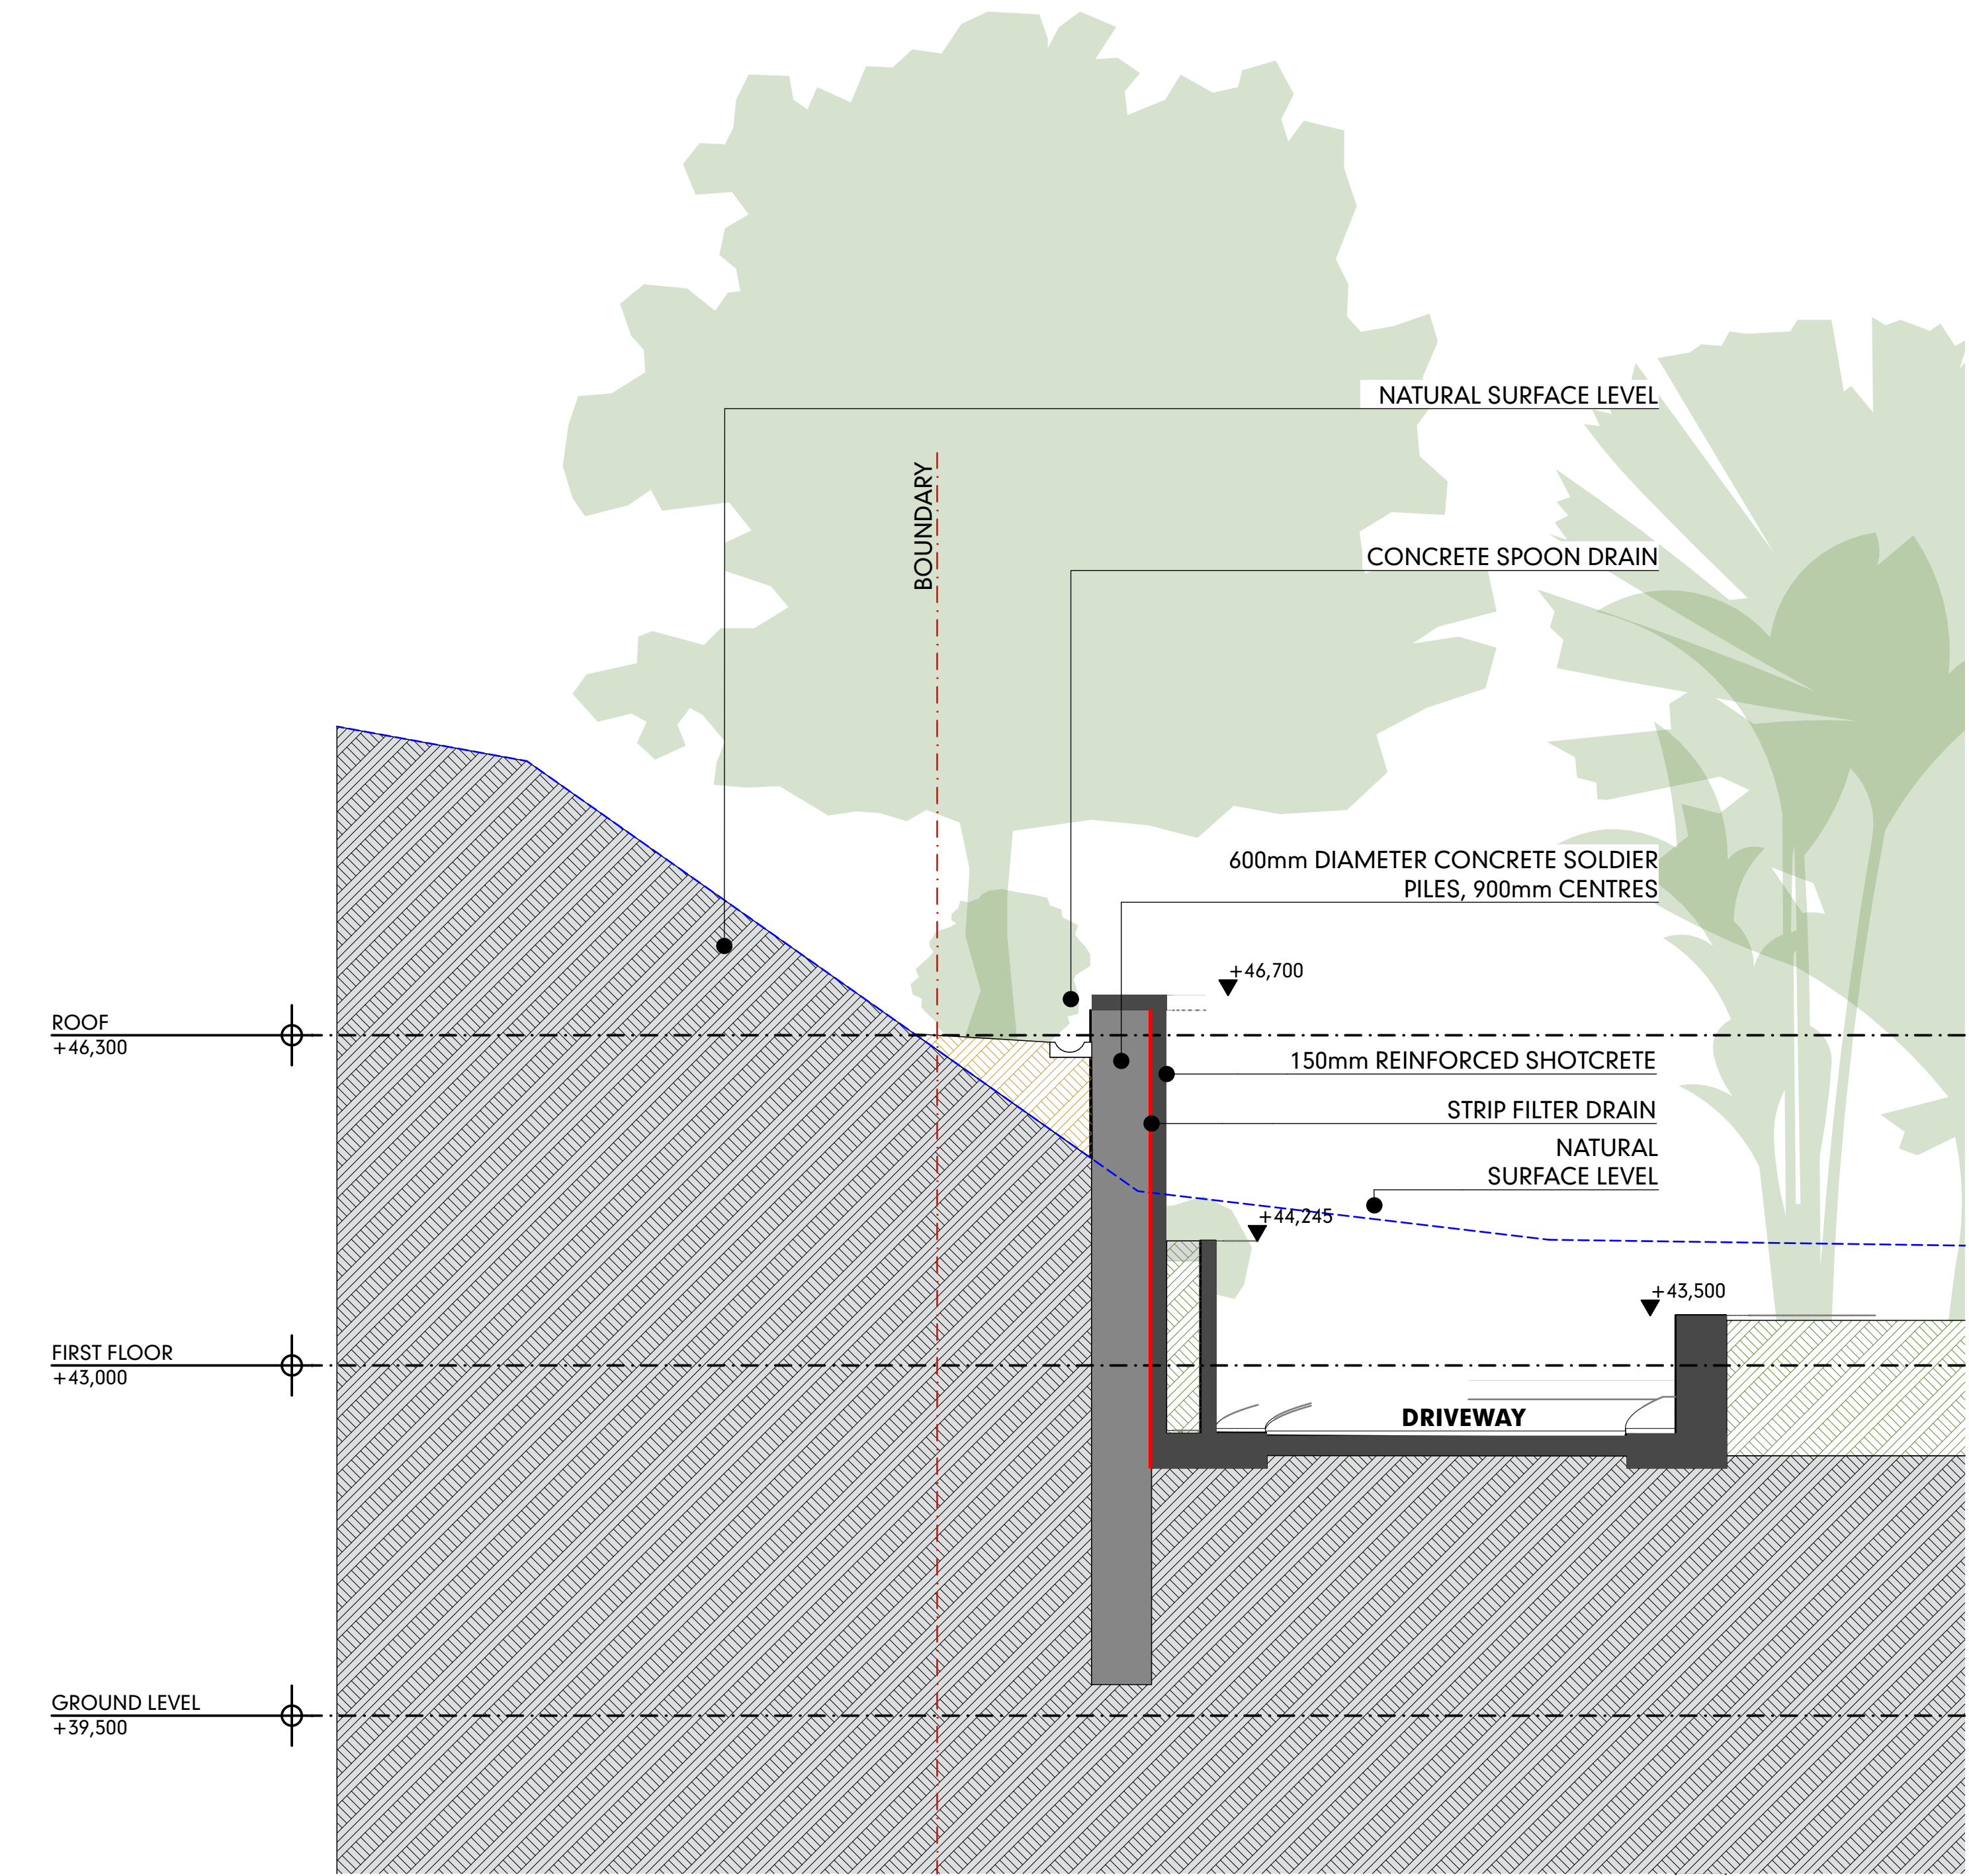 NATURAL SURFACE LEVEL
BOUNDARY
CONCRETE SPOON DRAIN
600mm DIAMETER CONCRETE SOLDIER
PILES, 900mm CENTRES
+46,700
ROOF
+46,300
150mm REINFORCED SHOTCRETE
STRIP FILTER DRAIN
NATURAL
SURFACE LEVEL
+44,245
+43,500
FIRST FLOOR
+43,000
DRIVEWAY
GROUND LEVEL
+39,500